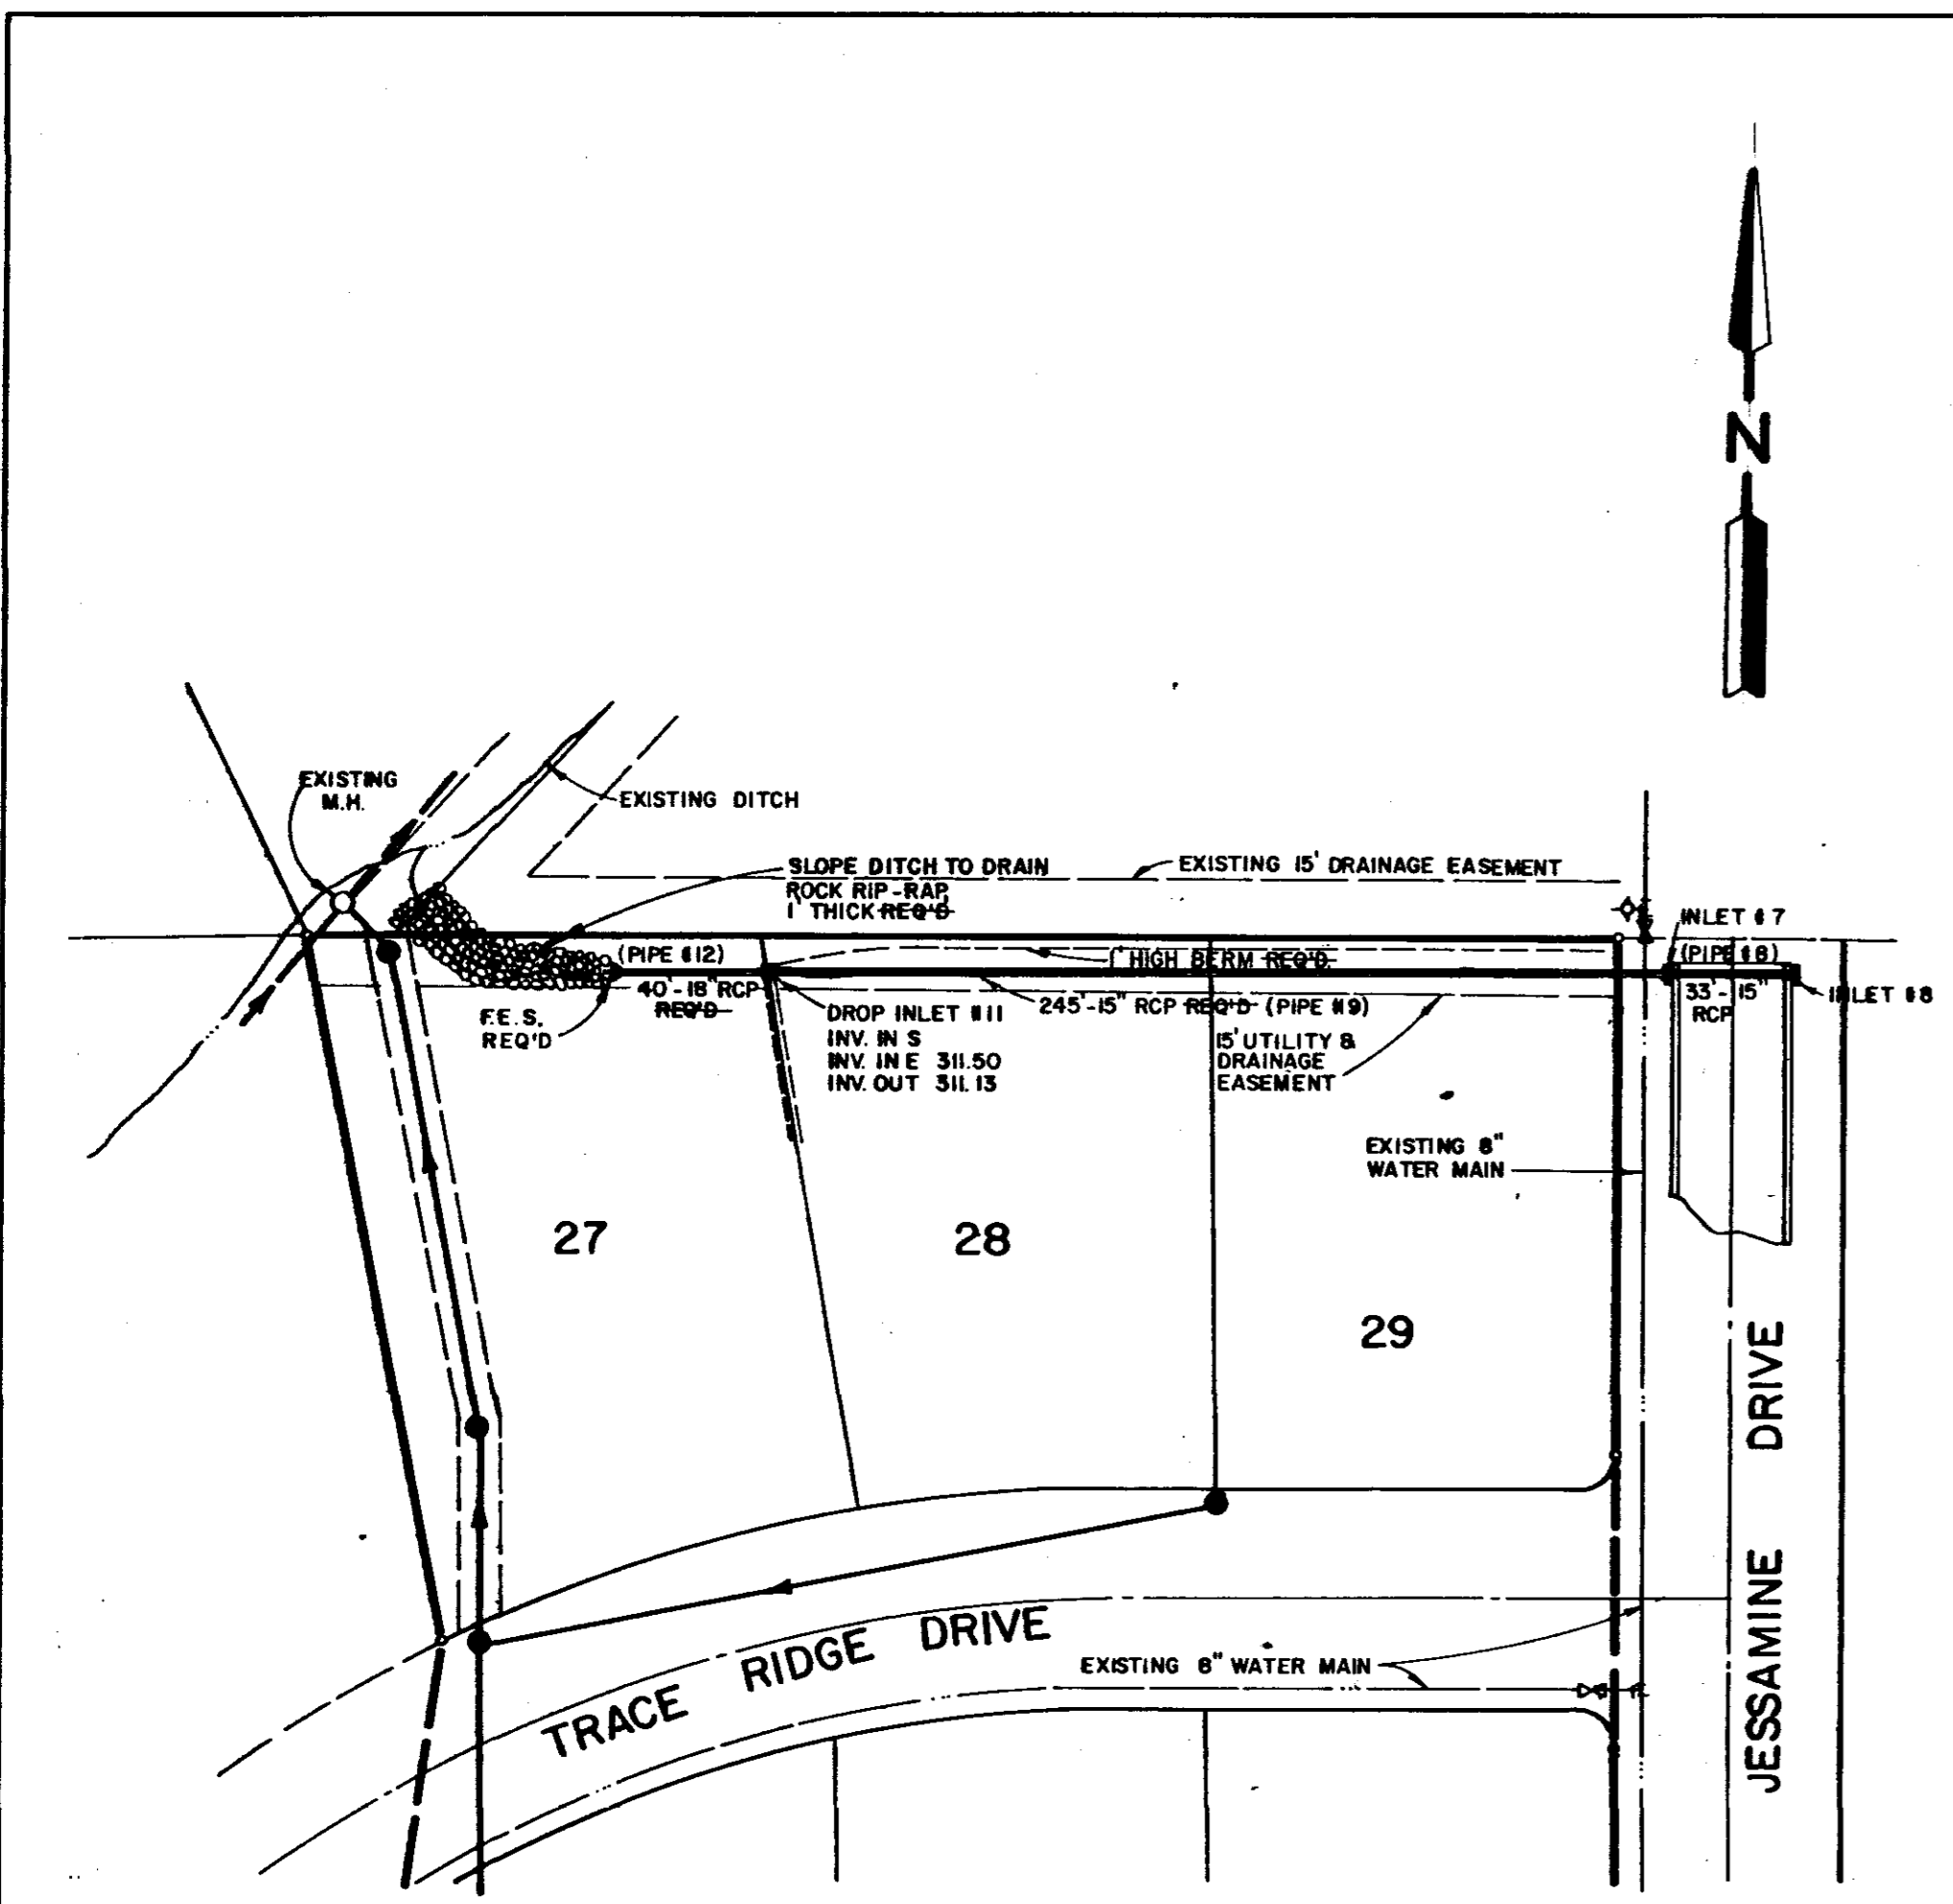 N
EXISTING
M.H.
EXISTING DITCH
SLOPE DITCH TO DRAIN
ROCK RIP-RAP,
1' THICK REQ'D
EXISTING 15' DRAINAGE EASEMENT
INLET #7
(PIPE #12)
1' HIGH BERM REQ'D.
40'-18" RCP
REQ'D
F.E.S.
REQ'D
DROP INLET #11
INV. IN S
INV. IN E 311.50
INV. OUT 311.13
245'-15" RCP REQ'D (PIPE #9)
15' UTILITY &
DRAINAGE
EASEMENT
33'-15"
RCP
INLET #8
EXISTING 8"
WATER MAIN
27
28
29
TRACE RIDGE DRIVE
EXISTING 6" WATER MAIN
JESSAMINE DRIVE